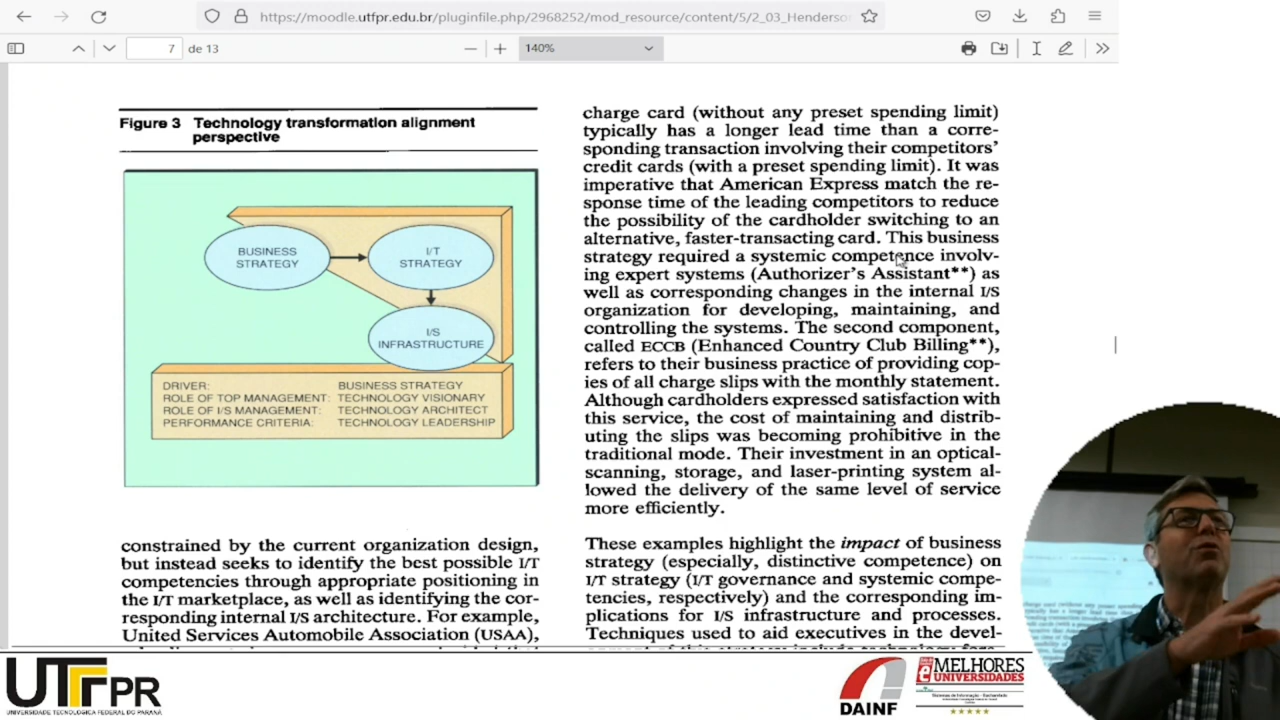 https://moodle.utfpr.edu.br/pluginfile.php/2968252/mod_resource/content/5/2_03_Henderso
7 de 13
140%
Figure 3 Technology transformation alignment
perspective
BUSINESS
STRATEGY
I/T
STRATEGY
I/S
INFRASTRUCTURE
DRIVER: BUSINESS STRATEGY
ROLE OF TOP MANAGEMENT: TECHNOLOGY VISIONARY
ROLE OF I/S MANAGEMENT: TECHNOLOGY ARCHITECT
PERFORMANCE CRITERIA: TECHNOLOGY LEADERSHIP
constrained by the current organization design,
but instead seeks to identify the best possible I/T
competencies through appropriate positioning in
the I/T marketplace, as well as identifying the cor-
responding internal I/S architecture. For example,
United Services Automobile Association (USAA),
charge card (without any preset spending limit)
typically has a longer lead time than a corre-
sponding transaction involving their competitors'
credit cards (with a preset spending limit). It was
imperative that American Express match the re-
sponse time of the leading competitors to reduce
the possibility of the cardholder switching to an
alternative, faster-transacting card. This business
strategy required a systemic competence involv-
ing expert systems (Authorizer's Assistant**) as
well as corresponding changes in the internal I/S
organization for developing, maintaining, and
controlling the systems. The second component,
called ECCB (Enhanced Country Club Billing**),
refers to their business practice of providing cop-
ies of all charge slips with the monthly statement.
Although cardholders expressed satisfaction with
this service, the cost of maintaining and distrib-
uting the slips was becoming prohibitive in the
traditional mode. Their investment in an optical-
scanning, storage, and laser-printing system al-
lowed the delivery of the same level of service
more efficiently.
These examples highlight the impact of business
strategy (especially, distinctive competence) on
I/T strategy (I/T governance and systemic compe-
tencies, respectively) and the corresponding im-
plications for I/S infrastructure and processes.
Techniques used to aid executives in the devel-
UTFPR
UNIVERSIDADE TECNOLÓGICA FEDERAL DO PARANÁ
DAINF
MELHORES
UNIVERSIDADES
Sistemas de Informação - Bacharelado